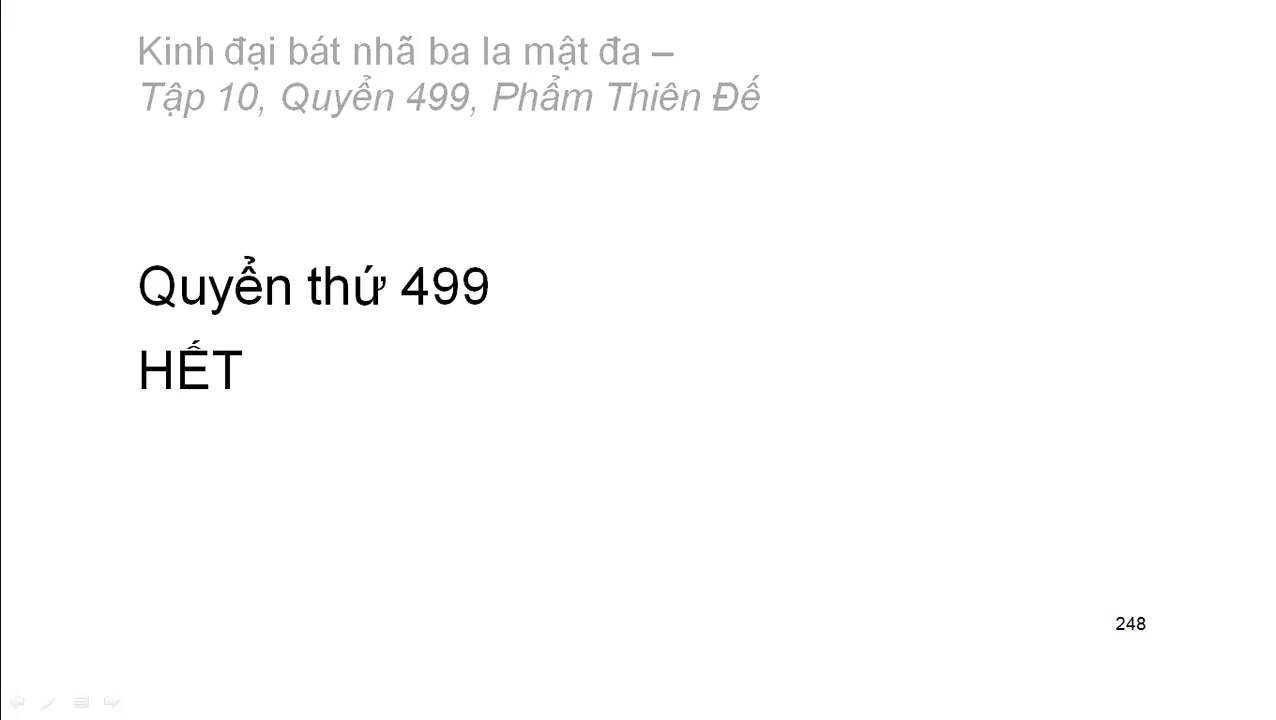 Kinh đại bát nhã ba la mật đa –
Tập 10, Quyển 499, Phẩm Thiên Đế
Quyển thứ 499
HẾT
248